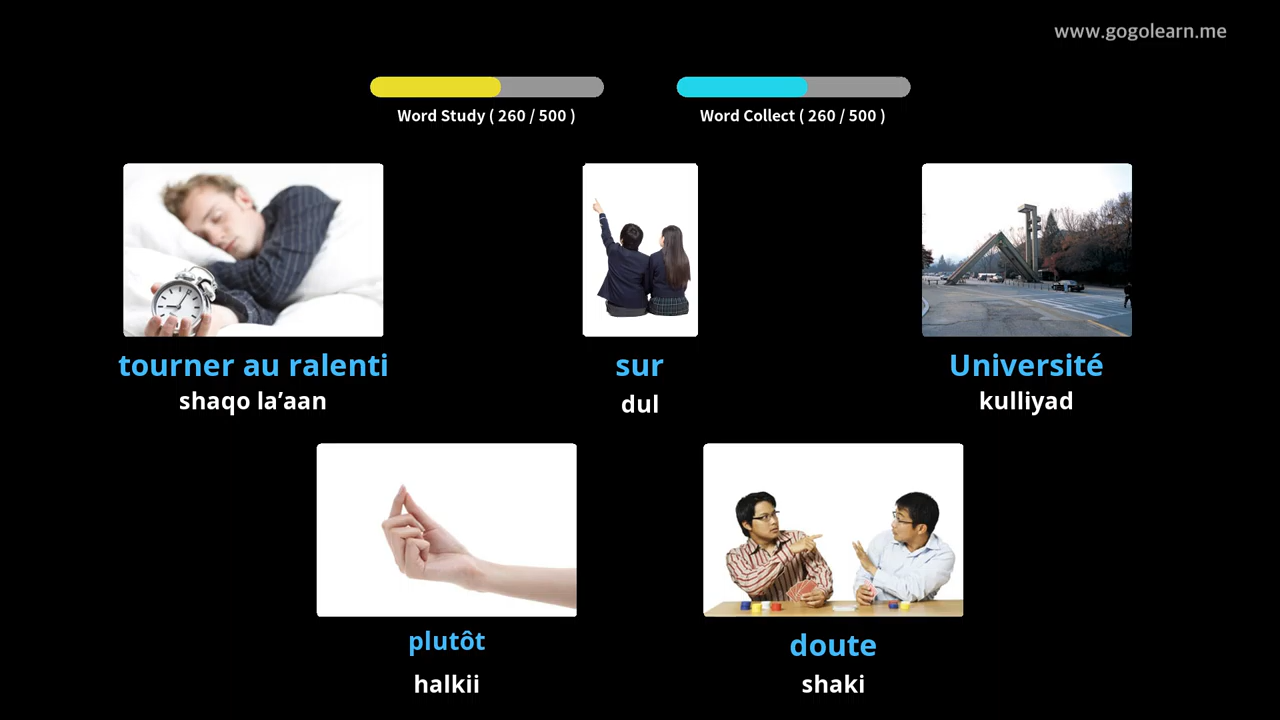 www.gogolearn.me
Word Study ( 260 / 500 )
Word Collect ( 260 / 500 )
tourner au ralenti
shaqo la’aan
sur
dul
Université
kulliyad
plutôt
halkii
doute
shaki